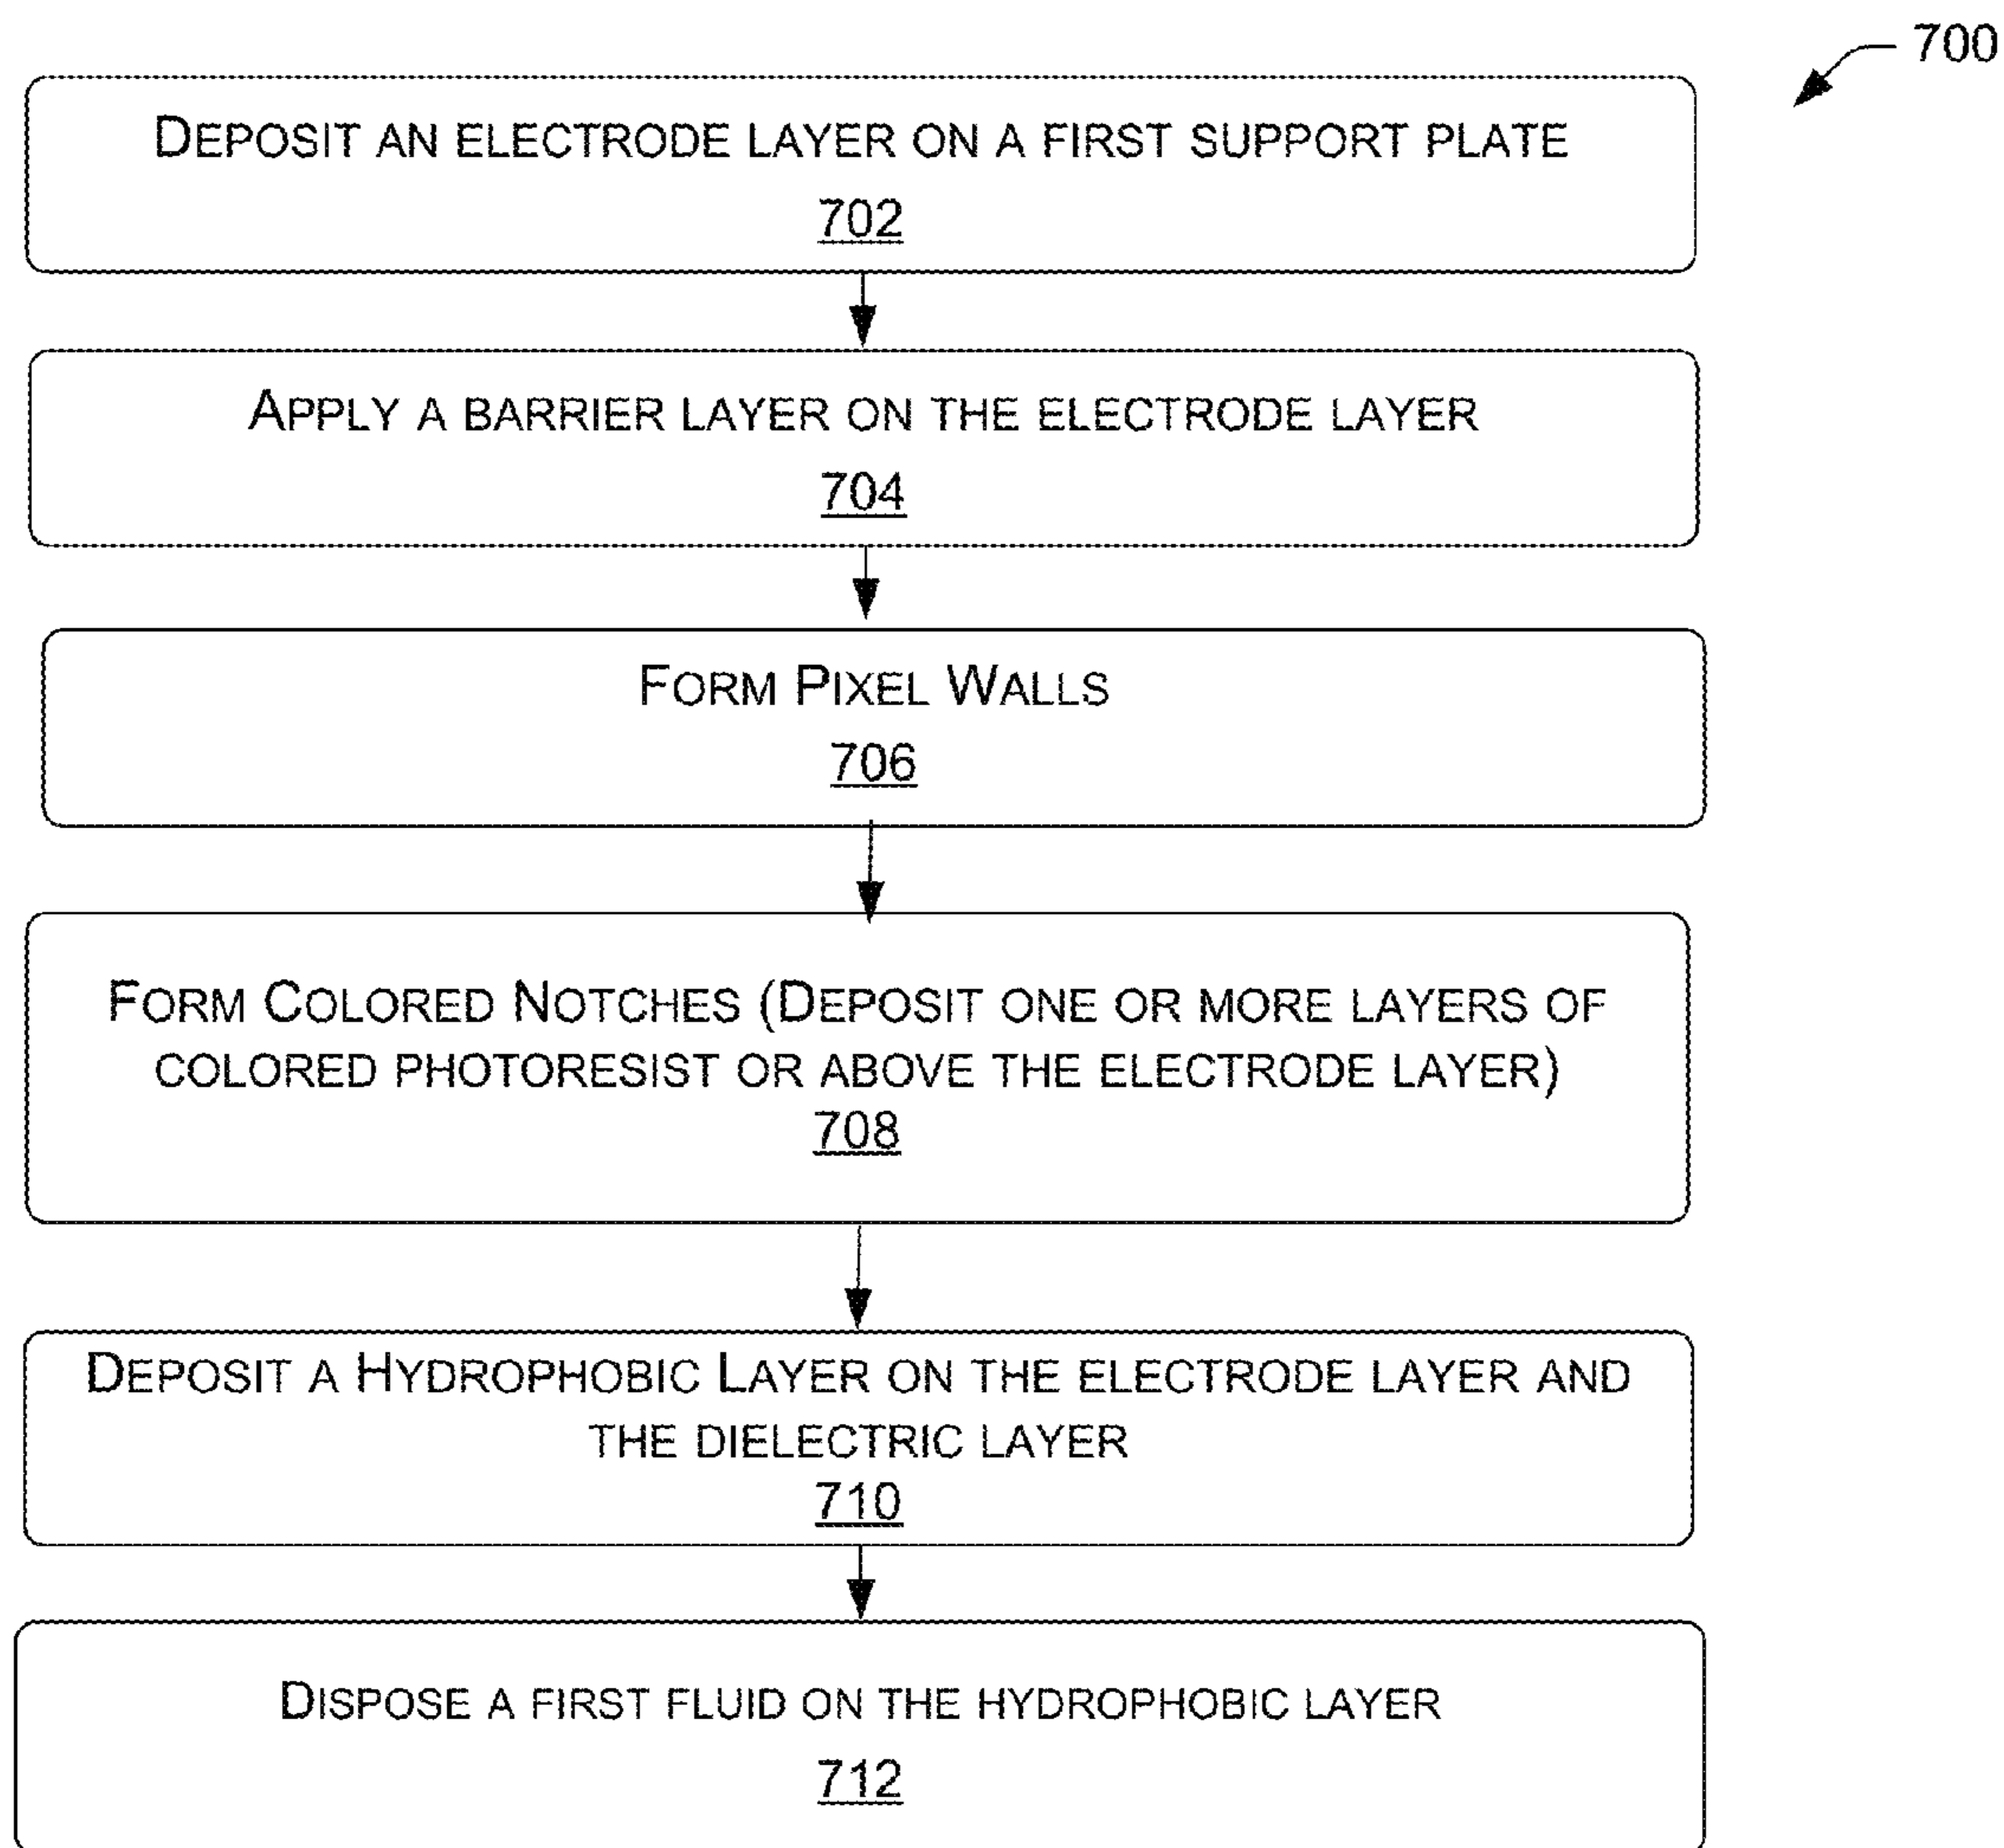 700
DEPOSIT AN ELECTRODE LAYER ON A FIRST SUPPORT PLATE
702
APPLY A BARRIER LAYER ON THE ELECTRODE LAYER
704
FORM PIXEL WALLS
706
FORM COLORED NOTCHES (DEPOSIT ONE OR MORE LAYERS OF
COLORED PHOTORESIST OR ABOVE THE ELECTRODE LAYER)
708
DEPOSIT A HYDROPHOBIC LAYER ON THE ELECTRODE LAYER AND
THE DIELECTRIC LAYER
710
DISPOSE A FIRST FLUID ON THE HYDROPHOBIC LAYER
712